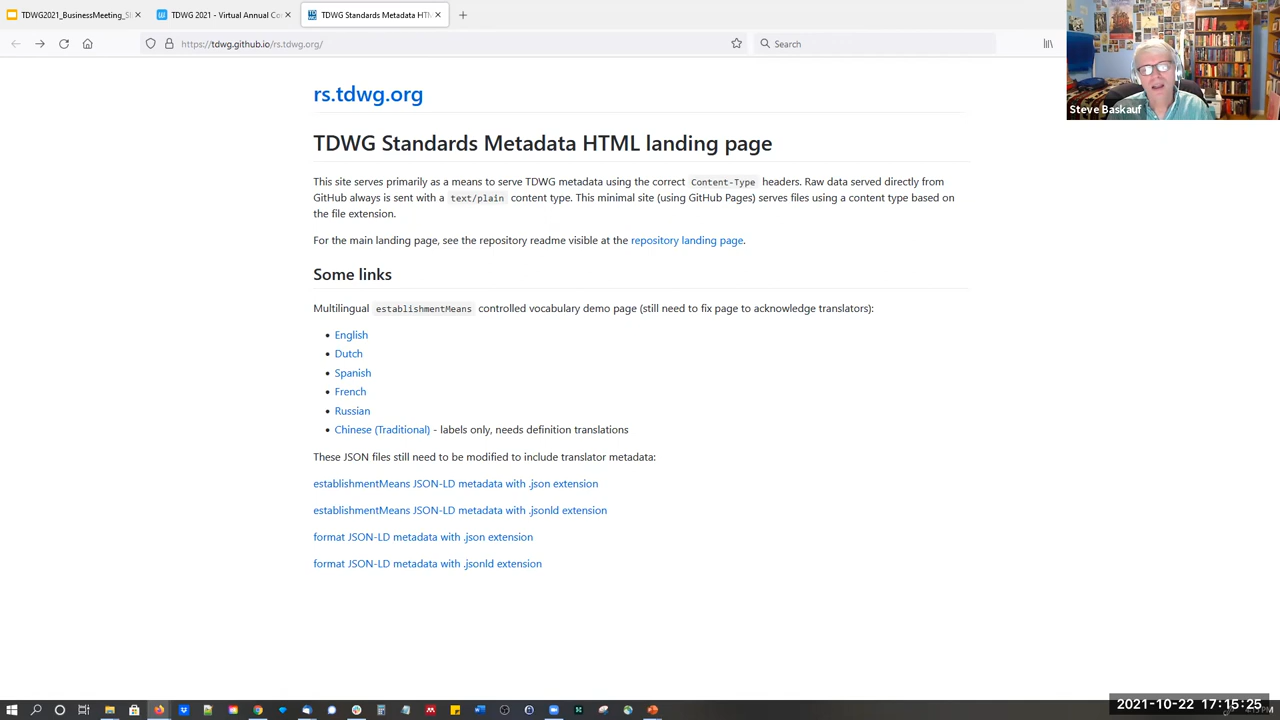 TDWG2021_BusinessMeeting_Sl
TDWG 2021 - Virtual Annual Co
TDWG Standards Metadata HTM
https://tdwg.github.io/rs.tdwg.org/
Search
Steve Baskauf
rs.tdwg.org
TDWG Standards Metadata HTML landing page
This site serves primarily as a means to serve TDWG metadata using the correct Content-Type headers. Raw data served directly from
GitHub always is sent with a text/plain content type. This minimal site (using GitHub Pages) serves files using a content type based on
the file extension.
For the main landing page, see the repository readme visible at the repository landing page.
Some links
Multilingual establishmentMeans controlled vocabulary demo page (still need to fix page to acknowledge translators):
• English
• Dutch
• Spanish
• French
• Russian
• Chinese (Traditional) - labels only, needs definition translations
These JSON files still need to be modified to include translator metadata:
establishmentMeans JSON-LD metadata with .json extension
establishmentMeans JSON-LD metadata with .jsonld extension
format JSON-LD metadata with .json extension
format JSON-LD metadata with .jsonld extension
2021-10-22 17:15:25